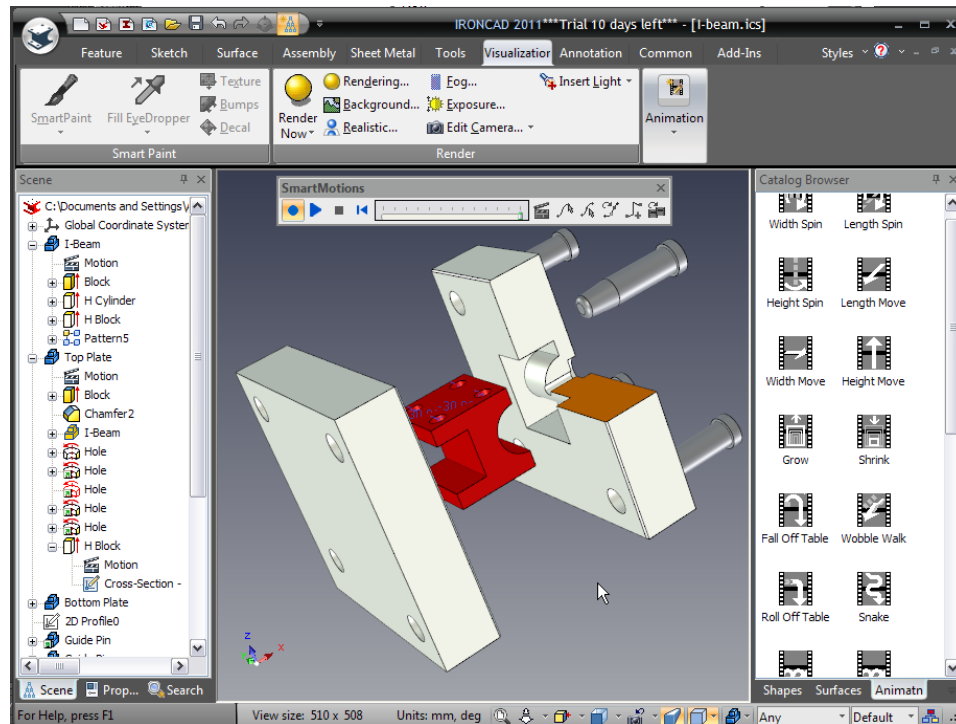 IRONCAD 2011***Trial 10 days left*** - [I-beam.ics]
Feature Sketch Surface Assembly Sheet Metal Tools Visualization Annotation Common Add-Ins Styles
SmartPaint
Fill EyeDropper
Texture
Bumps
Decal
Smart Paint
Render Now
Rendering...
Background...
Realistic...
Fog...
Exposure...
Edit Camera...
Insert Light
Render
Animation
Scene
C:\Documents and Settings\
Global Coordinate Syster
I-Beam
Motion
Block
H Cylinder
H Block
Pattern5
Top Plate
Motion
Block
Chamfer2
I-Beam
Hole
Hole
Hole
Hole
Hole
H Block
Motion
Cross-Section -
Bottom Plate
2D Profile0
Guide Pin
Scene Prop... Search
SmartMotions
z
x
Catalog Browser
Width Spin Length Spin
Height Spin Length Move
Width Move Height Move
Grow Shrink
Fall Off Table Wobble Walk
Roll Off Table Snake
Shapes Surfaces Animatn
For Help, press F1 View size: 510 x 508 Units: mm, deg Any Default